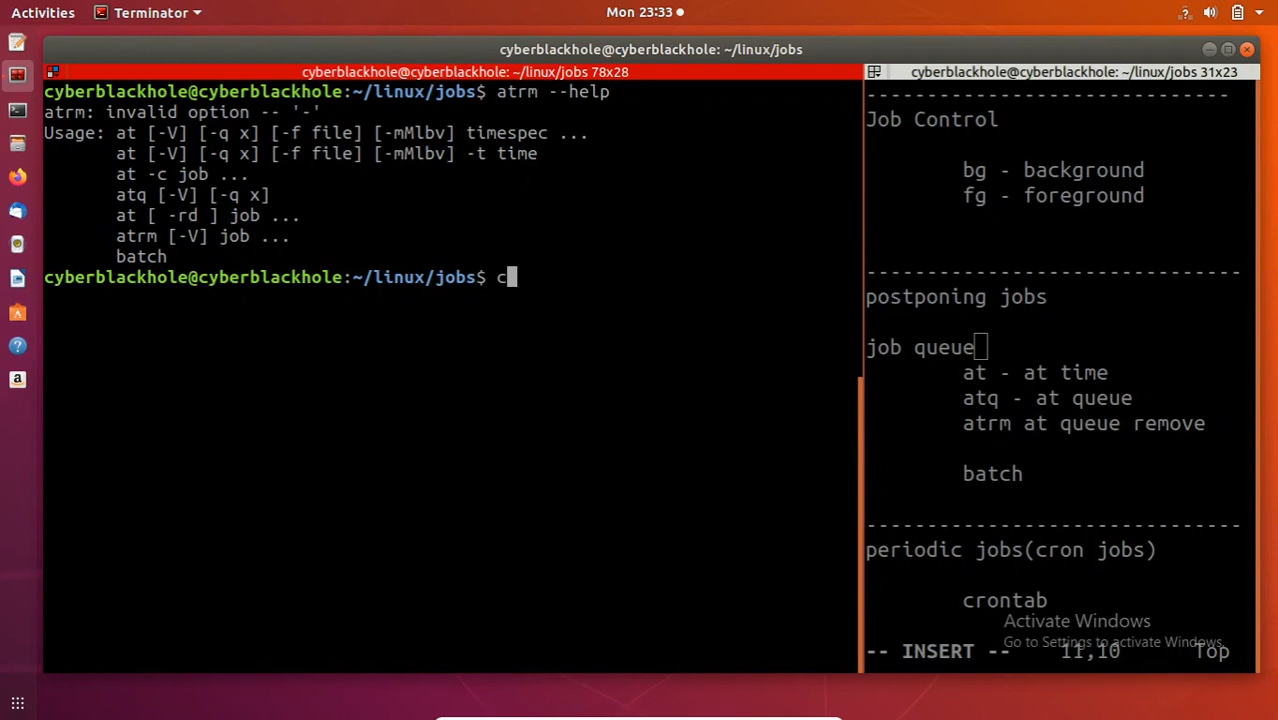 Activities Terminator Mon 23:33
cyberblackhole@cyberblackhole: ~/linux/jobs
cyberblackhole@cyberblackhole: ~/linux/jobs 78x28
cyberblackhole@cyberblackhole:~/linux/jobs$ atrm --help
atrm: invalid option -- '-'
Usage: at [-V] [-q x] [-f file] [-mMlbv] timespec ...
at [-V] [-q x] [-f file] [-mMlbv] -t time
at -c job ...
atq [-V] [-q x]
at [ -rd ] job ...
atrm [-V] job ...
batch
cyberblackhole@cyberblackhole:~/linux/jobs$ c
cyberblackhole@cyberblackhole: ~/linux/jobs 31x23
------------------------------
Job Control
bg - background
fg - foreground
-------------------------------
postponing jobs
job queue
at - at time
atq - at queue
atrm at queue remove
batch
-------------------------------
periodic jobs(cron jobs)
crontab
-- INSERT -- 11,10 Top
Activate Windows
Go to Settings to activate Windows.